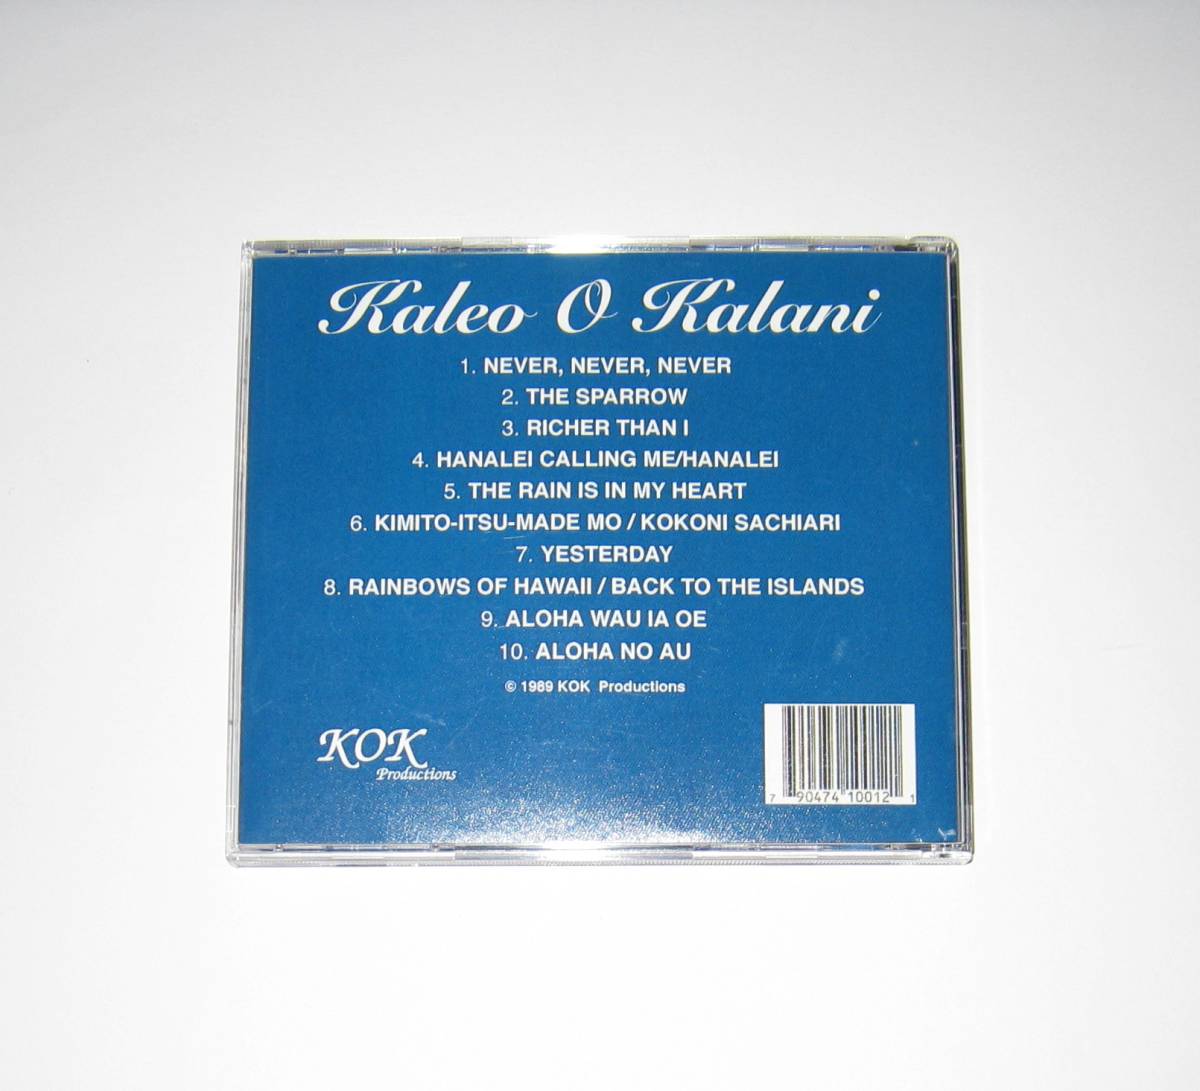 Kaleo O Kalani
1. NEVER, NEVER, NEVER
2. THE SPARROW
3. RICHER THAN I
4. HANALEI CALLING ME/HANALEI
5. THE RAIN IS IN MY HEART
6. KIMITO-ITSU-MADE MO / KOKONI SACHIARI
7. YESTERDAY
8. RAINBOWS OF HAWAII / BACK TO THE ISLANDS
9. ALOHA WAU IA OE
10. ALOHA NO AU
© 1989 KOK Productions
KOK
Productions
7 90474 10012 1